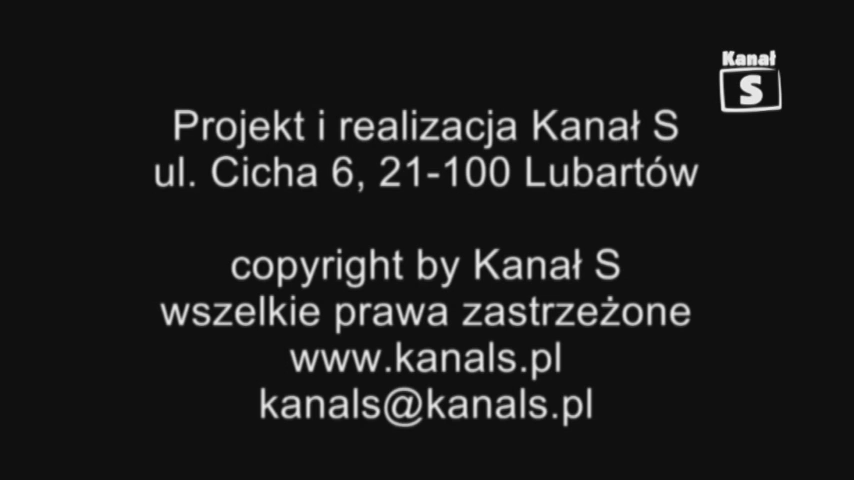 Kanał
S
Projekt i realizacja Kanał S
ul. Cicha 6, 21-100 Lubartów
copyright by Kanał S
wszelkie prawa zastrzeżone
www.kanals.pl
kanals@kanals.pl